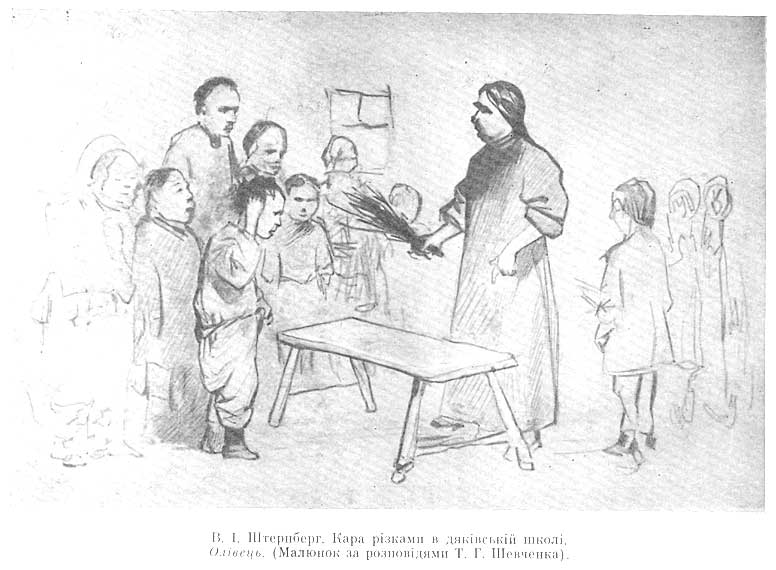 В. І. Штернберг. Кара різками в дяківській школі.
Олівець. (Малюнок за розповідями Т. Г. Шевченка).